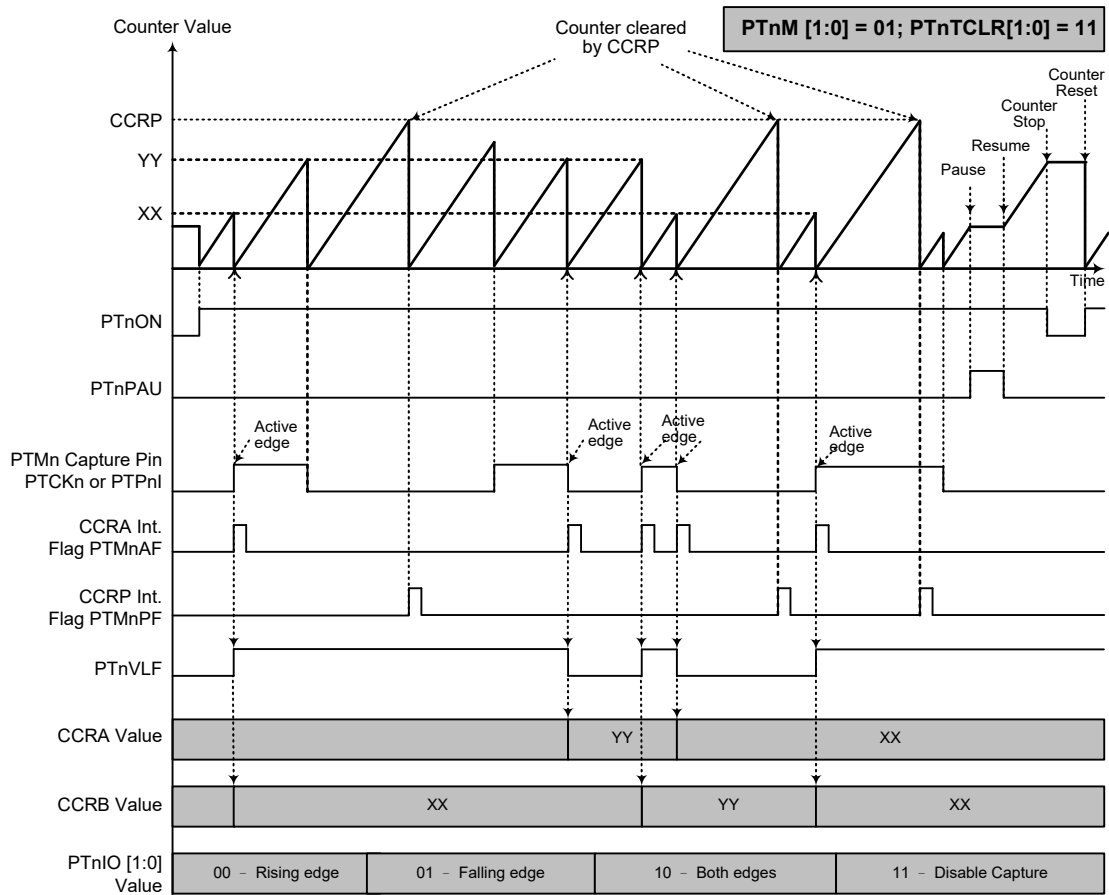 PTnM [1:0] = 01; PTnTCLR[1:0] = 11
Counter Value
Counter cleared
by CCRP
Counter
Reset
Counter
Stop
CCRP
Resume
YY
Pause
XX
Time
PTnON
PTnPAU
Active
edge
Active
edge
Active
edge
Active
edge
PTMn Capture Pin
PTCKn or PTPnI
CCRA Int.
Flag PTMnAF
CCRP Int.
Flag PTMnPF
PTnVLF
CCRA Value
YY
XX
CCRB Value
XX
YY
XX
PTnIO [1:0]
Value
00 – Rising edge
01 – Falling edge
10 – Both edges
11 – Disable Capture